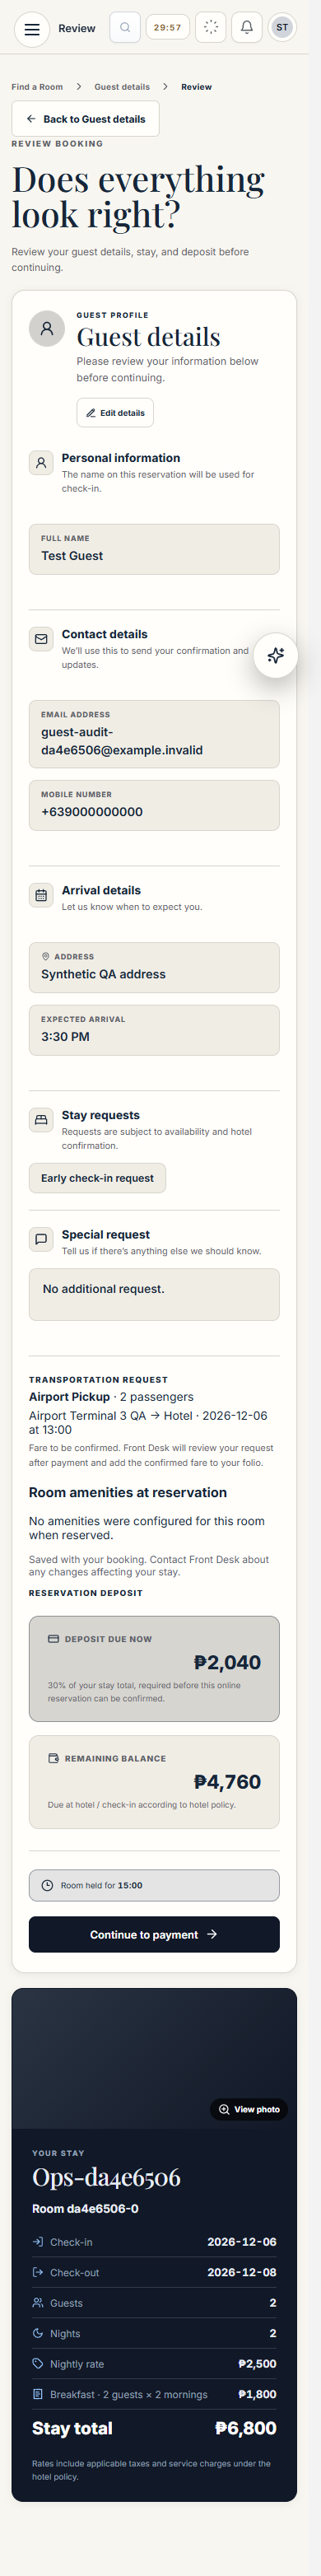 Review
29:57
ST
Find a Room > Guest details > Review
← Back to Guest details
REVIEW BOOKING
Does everything
look right?
Review your guest details, stay, and deposit before
continuing.
GUEST PROFILE
Guest details
Please review your information below
before continuing.
Edit details
Personal information
The name on this reservation will be used for
check-in.
FULL NAME
Test Guest
Contact details
We'll use this to send your confirmation and
updates.
EMAIL ADDRESS
guest-audit-
da4e6506@example.invalid
MOBILE NUMBER
+639000000000
Arrival details
Let us know when to expect you.
ADDRESS
Synthetic QA address
EXPECTED ARRIVAL
3:30 PM
Stay requests
Requests are subject to availability and hotel
confirmation.
Early check-in request
Special request
Tell us if there's anything else we should know.
No additional request.
TRANSPORTATION REQUEST
Airport Pickup · 2 passengers
Airport Terminal 3 QA → Hotel · 2026-12-06
at 13:00
Fare to be confirmed. Front Desk will review your request
after payment and add the confirmed fare to your folio.
Room amenities at reservation
No amenities were configured for this room
when reserved.
Saved with your booking. Contact Front Desk about
any changes affecting your stay.
RESERVATION DEPOSIT
DEPOSIT DUE NOW
₱2,040
30% of your stay total, required before this online
reservation can be confirmed.
REMAINING BALANCE
₱4,760
Due at hotel / check-in according to hotel policy.
Room held for 15:00
Continue to payment →
View photo
YOUR STAY
Ops-da4e6506
Room da4e6506-0
Check-in 2026-12-06
Check-out 2026-12-08
Guests 2
Nights 2
Nightly rate ₱2,500
Breakfast · 2 guests × 2 mornings ₱1,800
Stay total ₱6,800
Rates include applicable taxes and service charges under the
hotel policy.